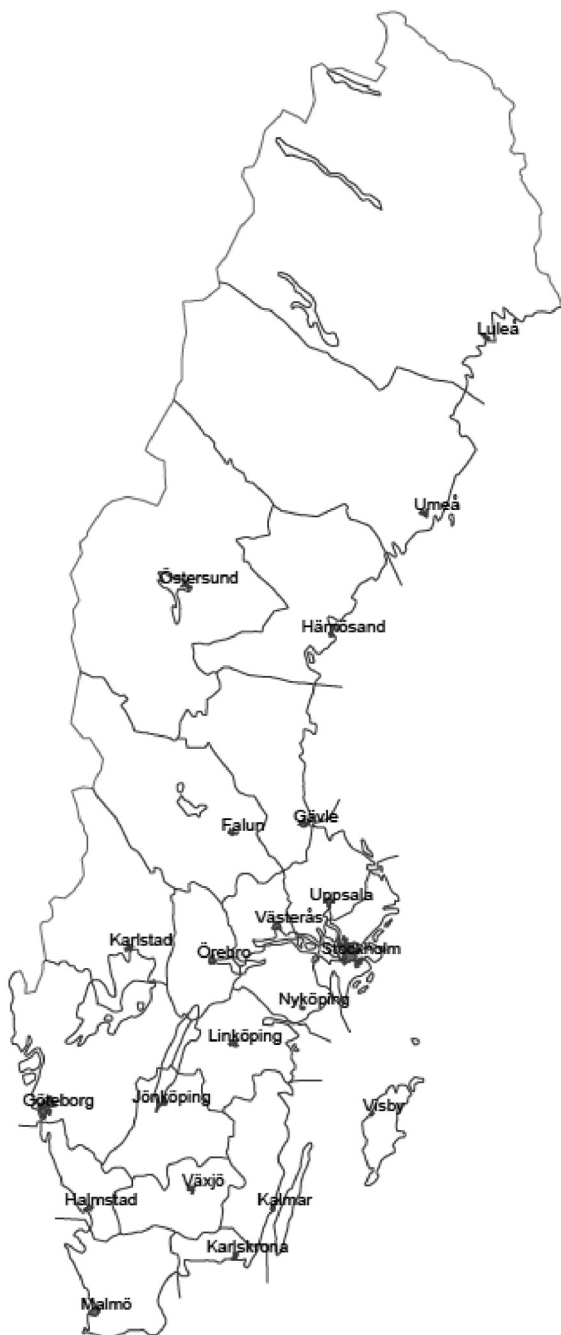 Luleå
Umeå
Östersund
Härnösand
Falun
Gävle
Uppsala
Västerås
Karlstad
Örebro
Stockholm
Nyköping
Linköping
Göteborg
Jönköping
Visby
Växjö
Halmstad
Kalmar
Karlskrona
Malmö